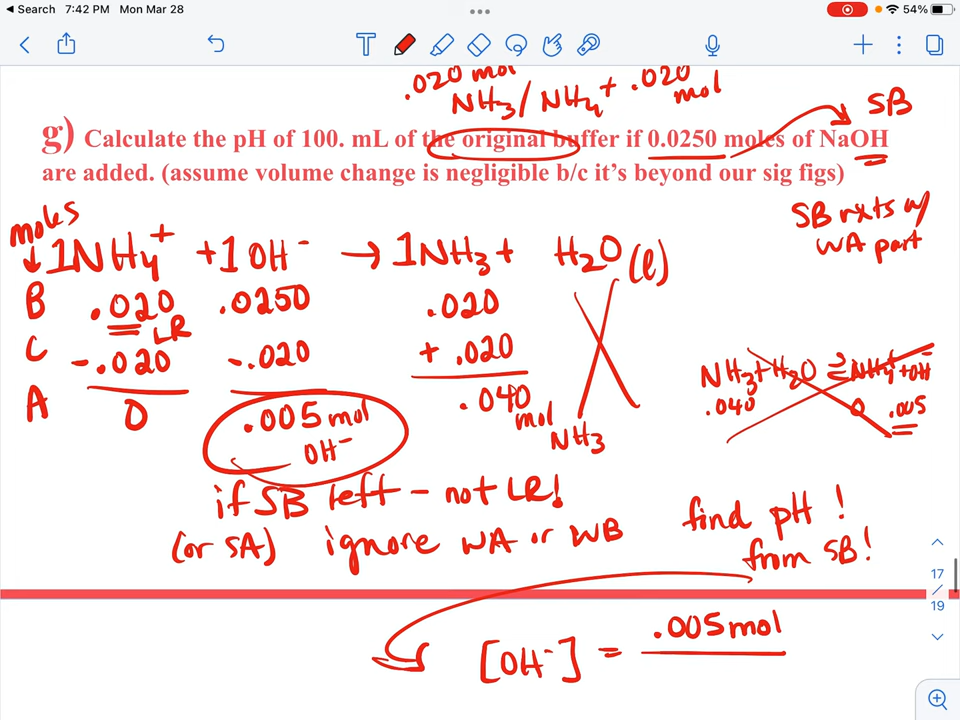 Search 7:42 PM Mon Mar 28
54%
.020 mol
NH3/NH4+ .020 mol
SB
g) Calculate the pH of 100. mL of the original buffer if 0.0250 moles of NaOH
are added. (assume volume change is negligible b/c it's beyond our sig figs)
SB rxts w/
WA part
moles
1NH4+ + 1OH- → 1NH3 + H2O(l)
B .020 .0250 .020
LR
C -.020 -.020 + .020
A 0 .005 mol OH- .040 mol NH3
NH3 + H2O ⇌ NH4+ + OH-
.040 0 .005
if SB left - not LR!
(or SA) ignore WA or WB
find pH!
from SB!
17
/
19
[OH-] = .005 mol